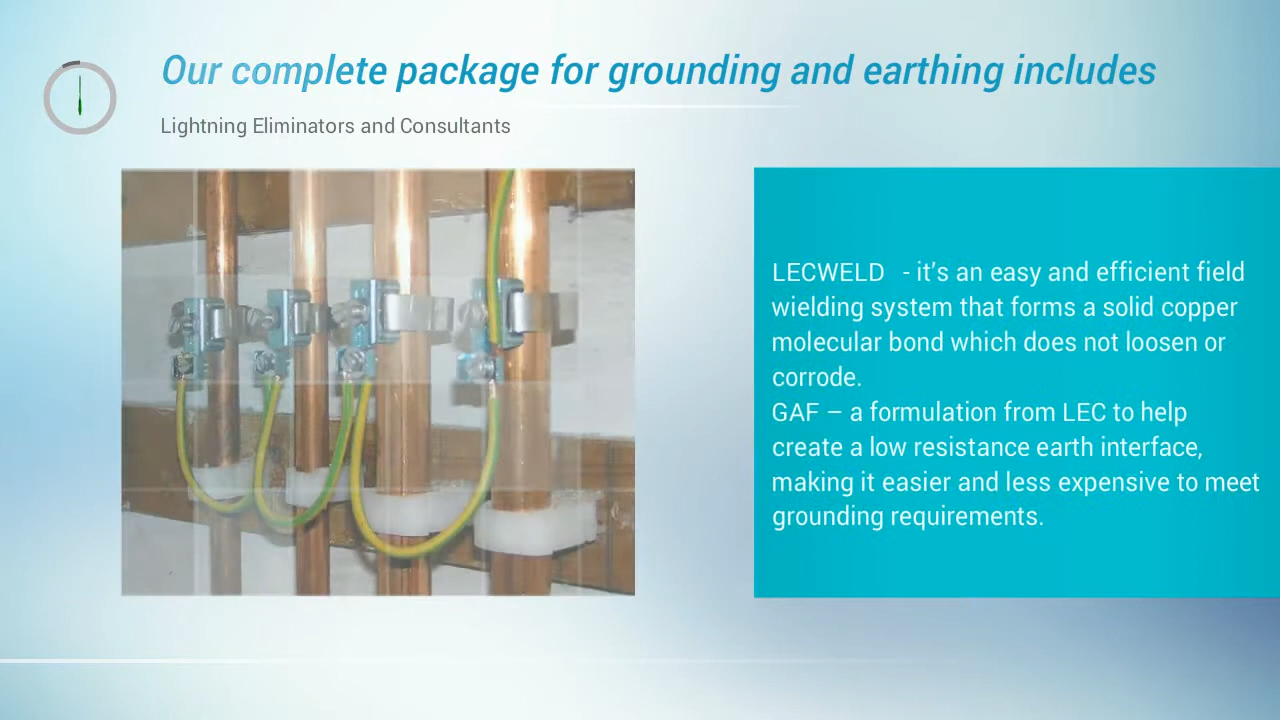 Our complete package for grounding and earthing includes
Lightning Eliminators and Consultants
LECWELD - it's an easy and efficient field
wielding system that forms a solid copper
molecular bond which does not loosen or
corrode.
GAF – a formulation from LEC to help
create a low resistance earth interface,
making it easier and less expensive to meet
grounding requirements.